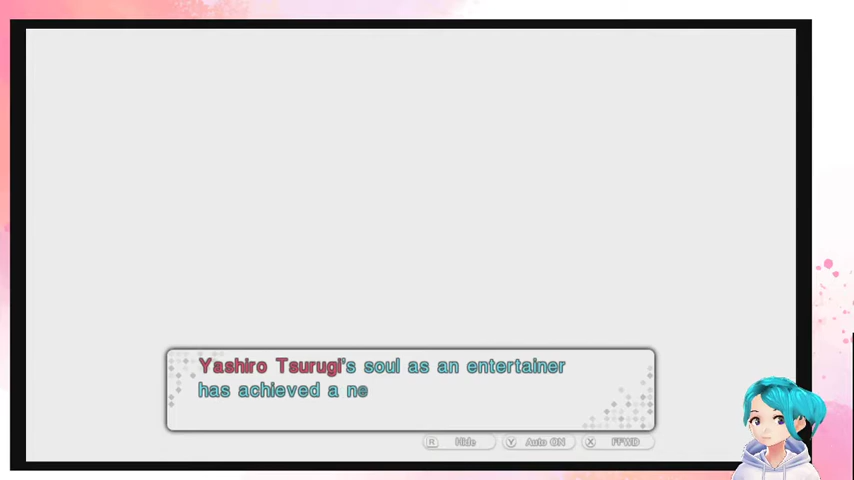 Yashiro Tsurugi's soul as an entertainer
has achieved a ne
R Hide Y Auto ON X FFWD